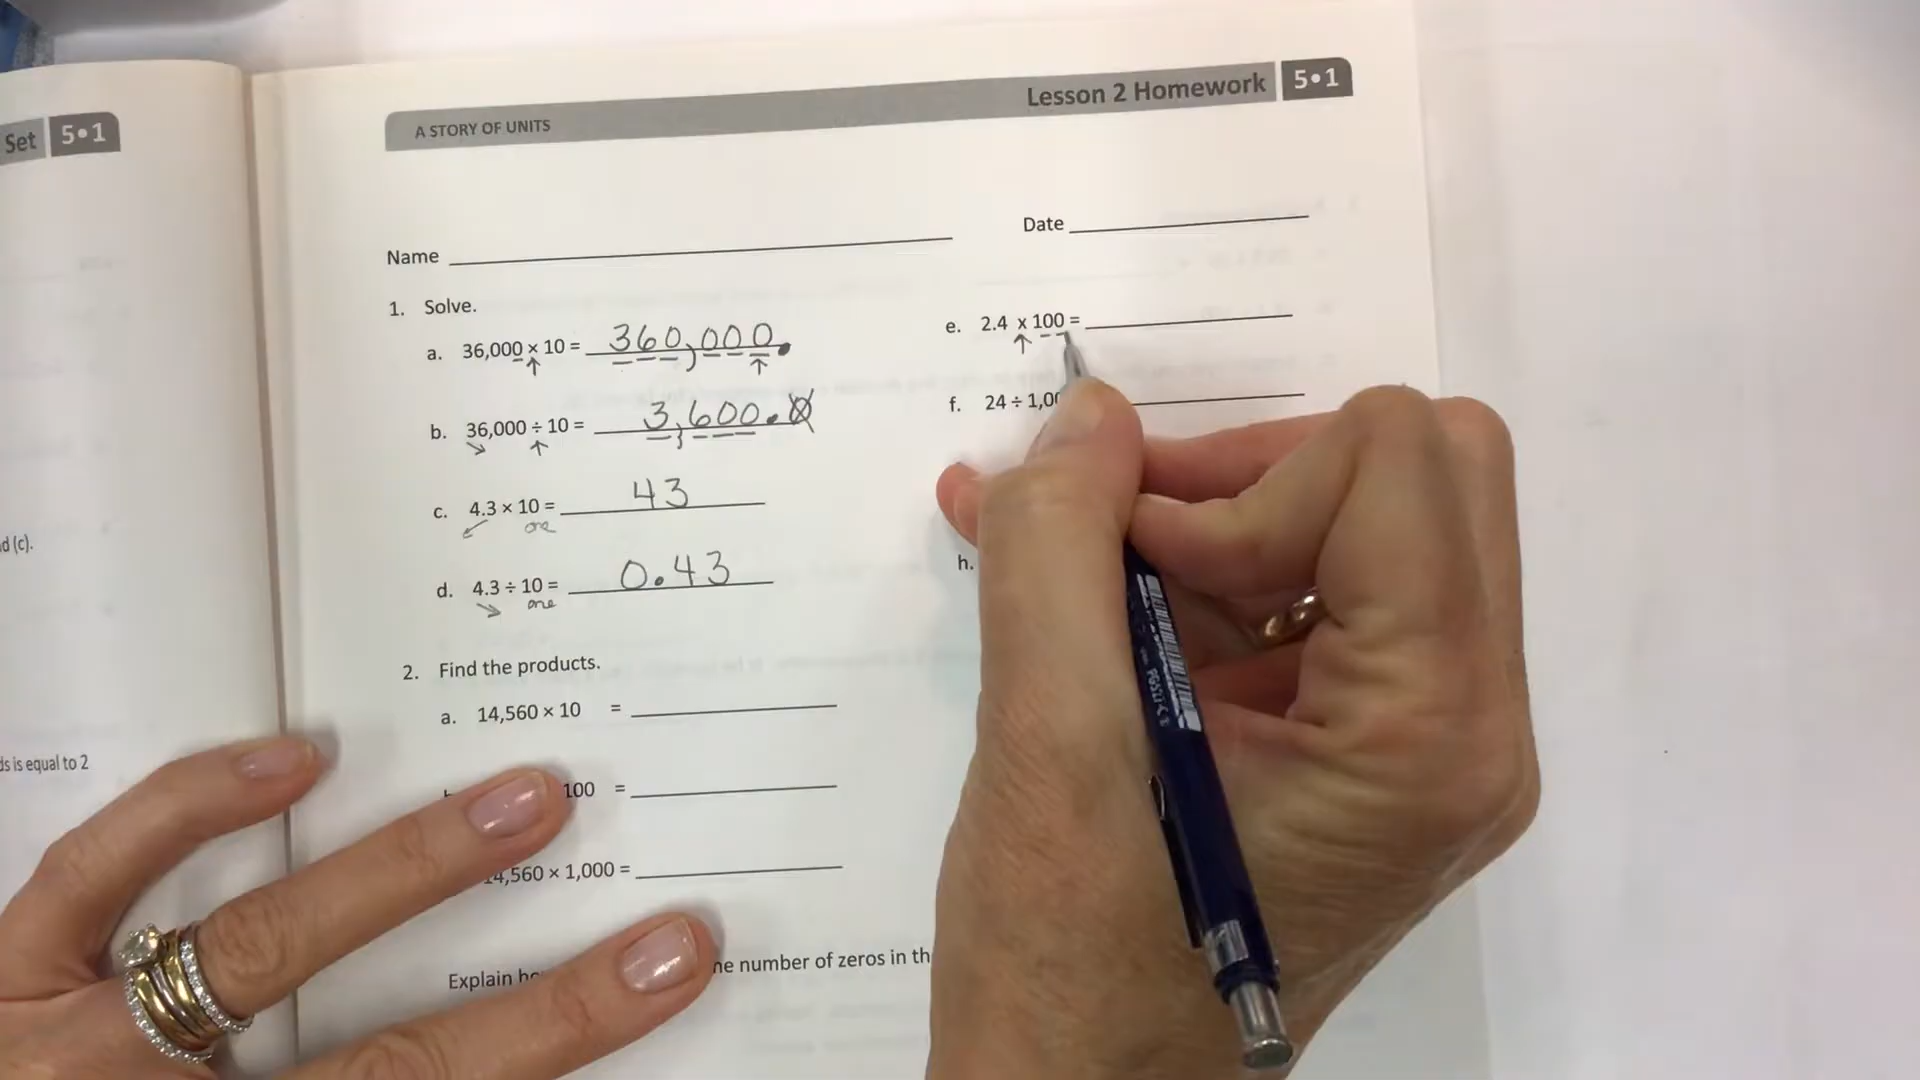 Set 5•1
A STORY OF UNITS
Lesson 2 Homework 5•1
Name
Date
1. Solve.
a. 36,000 × 10 = 360,000.
b. 36,000 ÷ 10 = 3,600.0
c. 4.3 × 10 = 43
one
d. 4.3 ÷ 10 = 0.43
one
e. 2.4 x 100 =
f. 24 ÷ 1,00
h.
2. Find the products.
a. 14,560 × 10 =
100 =
14,560 × 1,000 =
Explain
number of zeros in
d (c).
ds is equal to 2